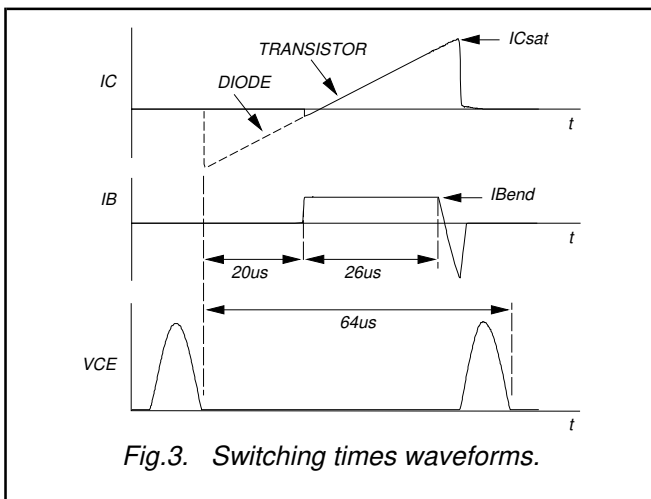 ICsat
TRANSISTOR
DIODE
IC
t
IB
IBend
t
20us
26us
64us
VCE
t
Fig.3. Switching times waveforms.